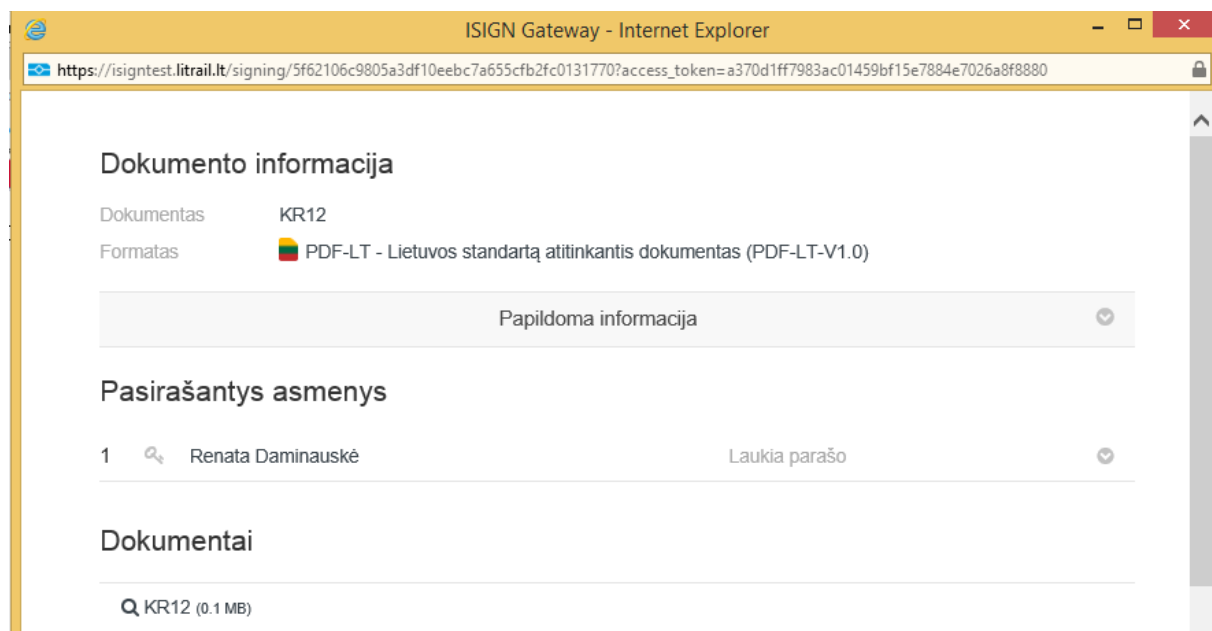 ISIGN Gateway - Internet Explorer
https://isigntest.litrail.lt/signing/5f62106c9805a3df10eebc7a655cfb2fc0131770?access_token=a370d1ff7983ac01459bf15e7884e7026a8f8880
Dokumento informacija
Dokumentas KR12
Formatas PDF-LT - Lietuvos standartą atitinkantis dokumentas (PDF-LT-V1.0)
Papildoma informacija
Pasirašantys asmenys
1 Renata Daminauskė Laukia parašo
Dokumentai
KR12 (0.1 MB)